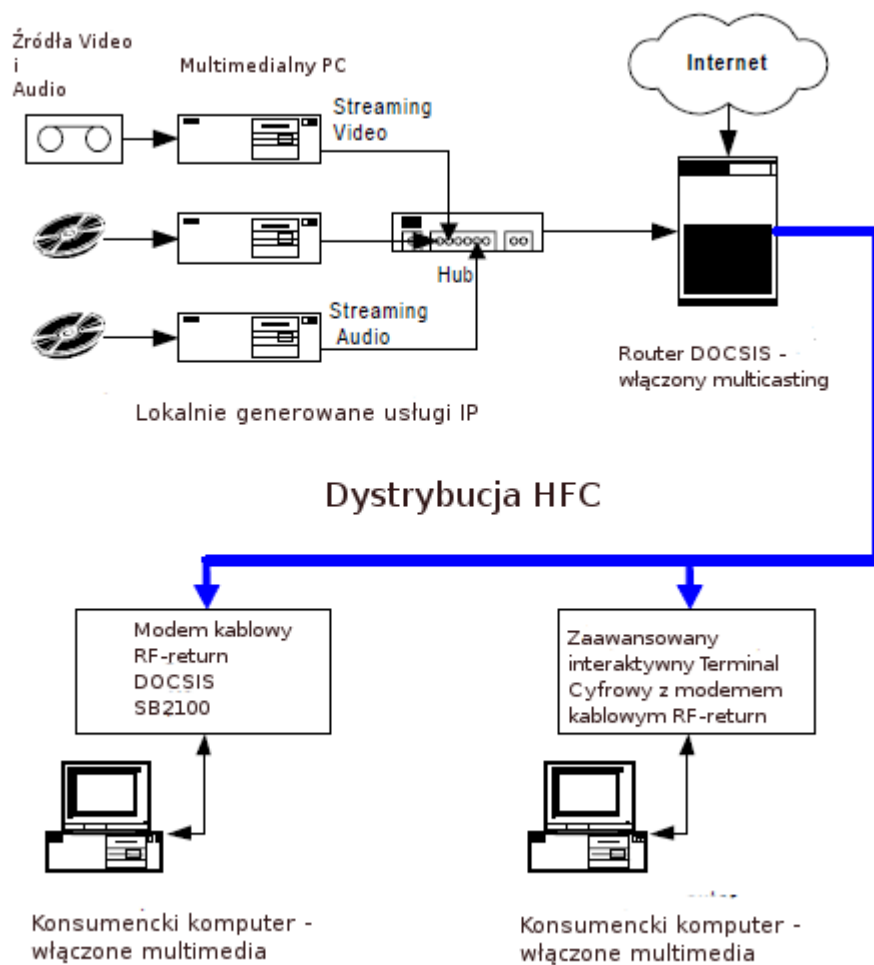 Źródła Video
i
Audio
Multimedialny PC
Streaming
Video
Internet
Hub
Streaming
Audio
Router DOCSIS -
włączony multicasting
Lokalnie generowane usługi IP
Dystrybucja HFC
Modem kablowy
RF-return
DOCSIS
SB2100
Zaawansowany
interaktywny Terminal
Cyfrowy z modemem
kablowym RF-return
Konsumencki komputer -
włączone multimedia
Konsumencki komputer -
włączone multimedia